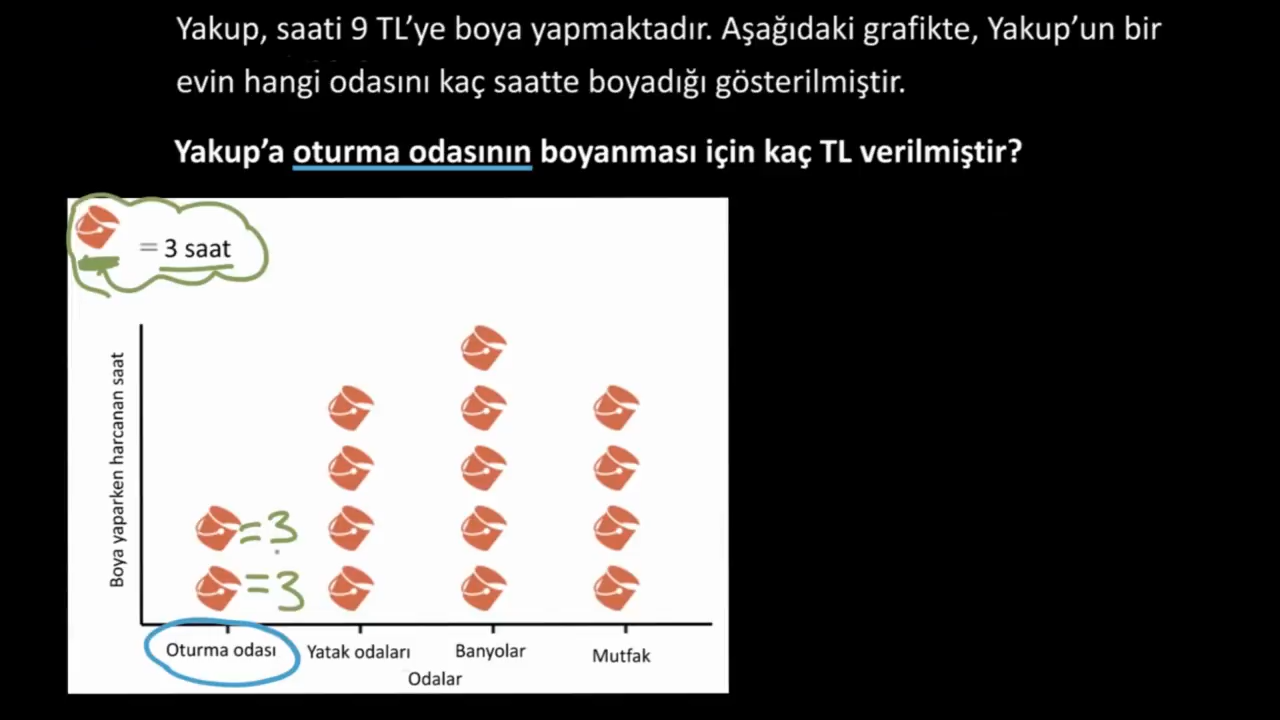 Yakup, saati 9 TL’ye boya yapmaktadır. Aşağıdaki grafikte, Yakup’un bir
evin hangi odasını kaç saatte boyadığı gösterilmiştir.
Yakup’a oturma odasının boyanması için kaç TL verilmiştir?
= 3 saat
Boya yaparken harcanan saat
=3
=3
Oturma odası
Yatak odaları
Banyolar
Mutfak
Odalar